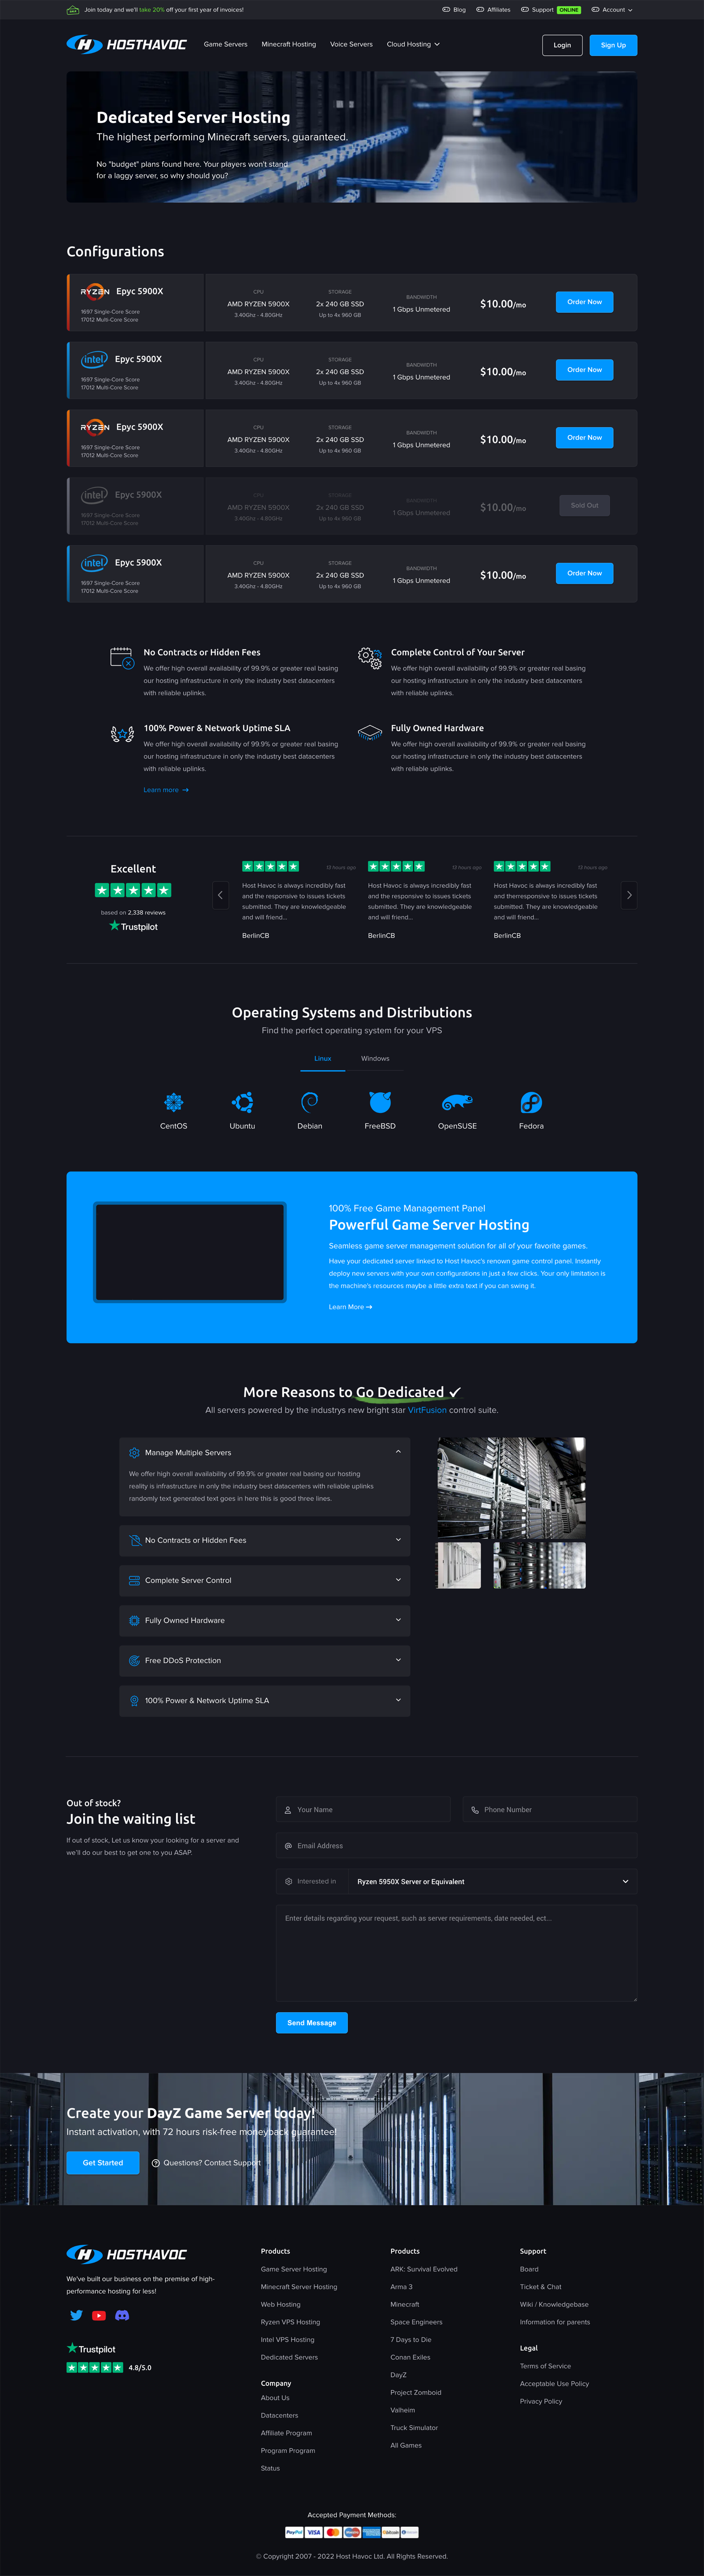 Join today and we'll take 20% off your first year of invoices!
Blog
Affiliates
Support ONLINE
Account
HOSTHAVOC
Game Servers
Minecraft Hosting
Voice Servers
Cloud Hosting
Login
Sign Up
Dedicated Server Hosting
The highest performing Minecraft servers, guaranteed.
No "budget" plans found here. Your players won't stand
for a laggy server, so why should you?
Configurations
RYZEN
Epyc 5900X
1697 Single-Core Score
17012 Multi-Core Score
CPU
AMD RYZEN 5900X
3.40Ghz - 4.80GHz
STORAGE
2x 240 GB SSD
Up to 4x 960 GB
BANDWIDTH
1 Gbps Unmetered
$10.00/mo
Order Now
intel
Epyc 5900X
1697 Single-Core Score
17012 Multi-Core Score
CPU
AMD RYZEN 5900X
3.40Ghz - 4.80GHz
STORAGE
2x 240 GB SSD
Up to 4x 960 GB
BANDWIDTH
1 Gbps Unmetered
$10.00/mo
Order Now
RYZEN
Epyc 5900X
1697 Single-Core Score
17012 Multi-Core Score
CPU
AMD RYZEN 5900X
3.40Ghz - 4.80GHz
STORAGE
2x 240 GB SSD
Up to 4x 960 GB
BANDWIDTH
1 Gbps Unmetered
$10.00/mo
Order Now
intel
Epyc 5900X
1697 Single-Core Score
17012 Multi-Core Score
CPU
AMD RYZEN 5900X
3.40Ghz - 4.80GHz
STORAGE
2x 240 GB SSD
Up to 4x 960 GB
BANDWIDTH
1 Gbps Unmetered
$10.00/mo
Sold Out
intel
Epyc 5900X
1697 Single-Core Score
17012 Multi-Core Score
CPU
AMD RYZEN 5900X
3.40Ghz - 4.80GHz
STORAGE
2x 240 GB SSD
Up to 4x 960 GB
BANDWIDTH
1 Gbps Unmetered
$10.00/mo
Order Now
No Contracts or Hidden Fees
We offer high overall availability of 99.9% or greater real basing
our hosting infrastructure in only the industry best datacenters
with reliable uplinks.
Complete Control of Your Server
We offer high overall availability of 99.9% or greater real basing
our hosting infrastructure in only the industry best datacenters
with reliable uplinks.
100% Power & Network Uptime SLA
We offer high overall availability of 99.9% or greater real basing
our hosting infrastructure in only the industry best datacenters
with reliable uplinks.
Learn more →
Fully Owned Hardware
We offer high overall availability of 99.9% or greater real basing
our hosting infrastructure in only the industry best datacenters
with reliable uplinks.
Excellent
based on 2,338 reviews
Trustpilot
13 hours ago
Host Havoc is always incredibly fast
and the responsive to issues tickets
submitted. They are knowledgeable
and will friend...
BerlinCB
13 hours ago
Host Havoc is always incredibly fast
and the responsive to issues tickets
submitted. They are knowledgeable
and will friend...
BerlinCB
13 hours ago
Host Havoc is always incredibly fast
and therresponsive to issues tickets
submitted. They are knowledgeable
and will friend...
BerlinCB
Operating Systems and Distributions
Find the perfect operating system for your VPS
Linux
Windows
CentOS
Ubuntu
Debian
FreeBSD
OpenSUSE
Fedora
100% Free Game Management Panel
Powerful Game Server Hosting
Seamless game server management solution for all of your favorite games.
Have your dedicated server linked to Host Havoc's renown game control panel. Instantly
deploy new servers with your own configurations in just a few clicks. Your only limitation is
the machine's resources maybe a little extra text if you can swing it.
Learn More →
More Reasons to Go Dedicated ✓
All servers powered by the industrys new bright star VirtFusion control suite.
Manage Multiple Servers
We offer high overall availability of 99.9% or greater real basing our hosting
reality is infrastructure in only the industry best datacenters with reliable uplinks
randomly text generated text goes in here this is good three lines.
No Contracts or Hidden Fees
Complete Server Control
Fully Owned Hardware
Free DDoS Protection
100% Power & Network Uptime SLA
Out of stock?
Join the waiting list
If out of stock, Let us know your looking for a server and
we'll do our best to get one to you ASAP.
Your Name
Phone Number
Email Address
Interested in
Ryzen 5950X Server or Equivalent
Enter details regarding your request, such as server requirements, date needed, ect...
Send Message
Create your DayZ Game Server today!
Instant activation, with 72 hours risk-free moneyback guarantee!
Get Started
Questions? Contact Support
HOSTHAVOC
We've built our business on the premise of high-
performance hosting for less!
Trustpilot
4.8/5.0
Products
Game Server Hosting
Minecraft Server Hosting
Web Hosting
Ryzen VPS Hosting
Intel VPS Hosting
Dedicated Servers
Company
About Us
Datacenters
Affiliate Program
Program Program
Status
Products
ARK: Survival Evolved
Arma 3
Minecraft
Space Engineers
7 Days to Die
Conan Exiles
DayZ
Project Zomboid
Valheim
Truck Simulator
All Games
Support
Board
Ticket & Chat
Wiki / Knowledgebase
Information for parents
Legal
Terms of Service
Acceptable Use Policy
Privacy Policy
Accepted Payment Methods:
PayPal
VISA
© Copyright 2007 - 2022 Host Havoc Ltd. All Rights Reserved.